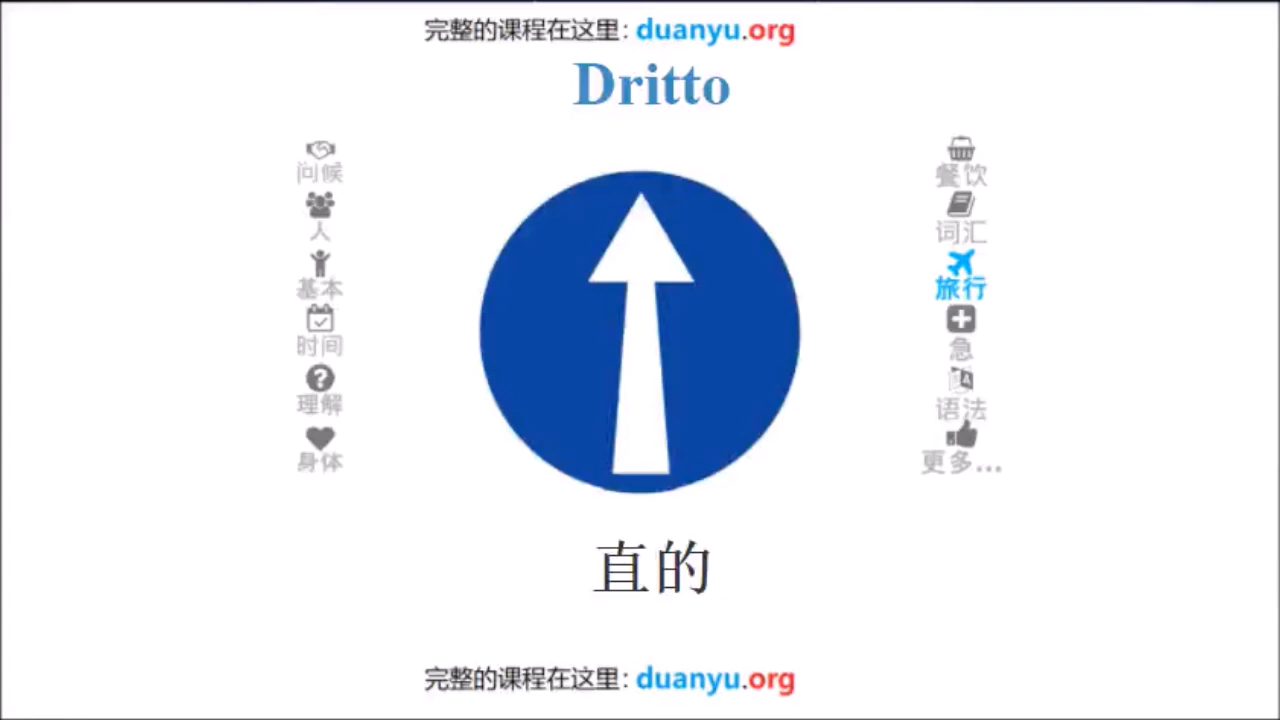 完整的课程在这里: duanyu.org
Dritto
问候
人
基本
时间
理解
身体
餐饮
词汇
旅行
急
语法
更多...
直的
完整的课程在这里: duanyu.org